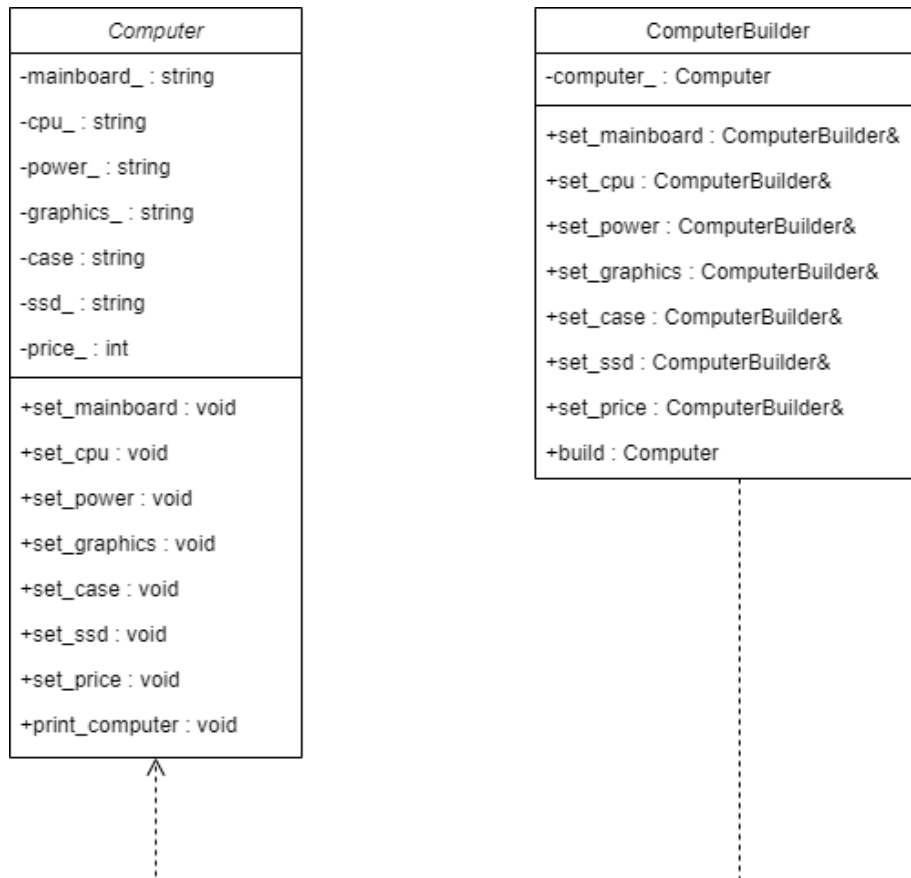 Computer
-mainboard_ : string
-cpu_ : string
-power_ : string
-graphics_ : string
-case : string
-ssd_ : string
-price_ : int
+set_mainboard : void
+set_cpu : void
+set_power : void
+set_graphics : void
+set_case : void
+set_ssd : void
+set_price : void
+print_computer : void
ComputerBuilder
-computer_ : Computer
+set_mainboard : ComputerBuilder&
+set_cpu : ComputerBuilder&
+set_power : ComputerBuilder&
+set_graphics : ComputerBuilder&
+set_case : ComputerBuilder&
+set_ssd : ComputerBuilder&
+set_price : ComputerBuilder&
+build : Computer